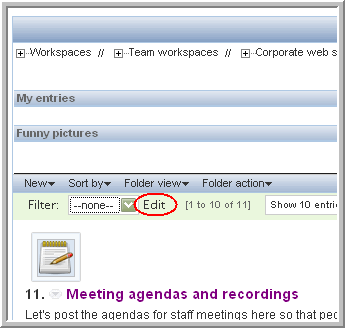 Workspaces // Team workspaces // Corporate web s
My entries
Funny pictures
New Sort by Folder view Folder action
Filter: --none-- Edit [1 to 10 of 11] Show 10 entrie
11. Meeting agendas and recordings
Let's post the agendas for staff meetings here so that peo